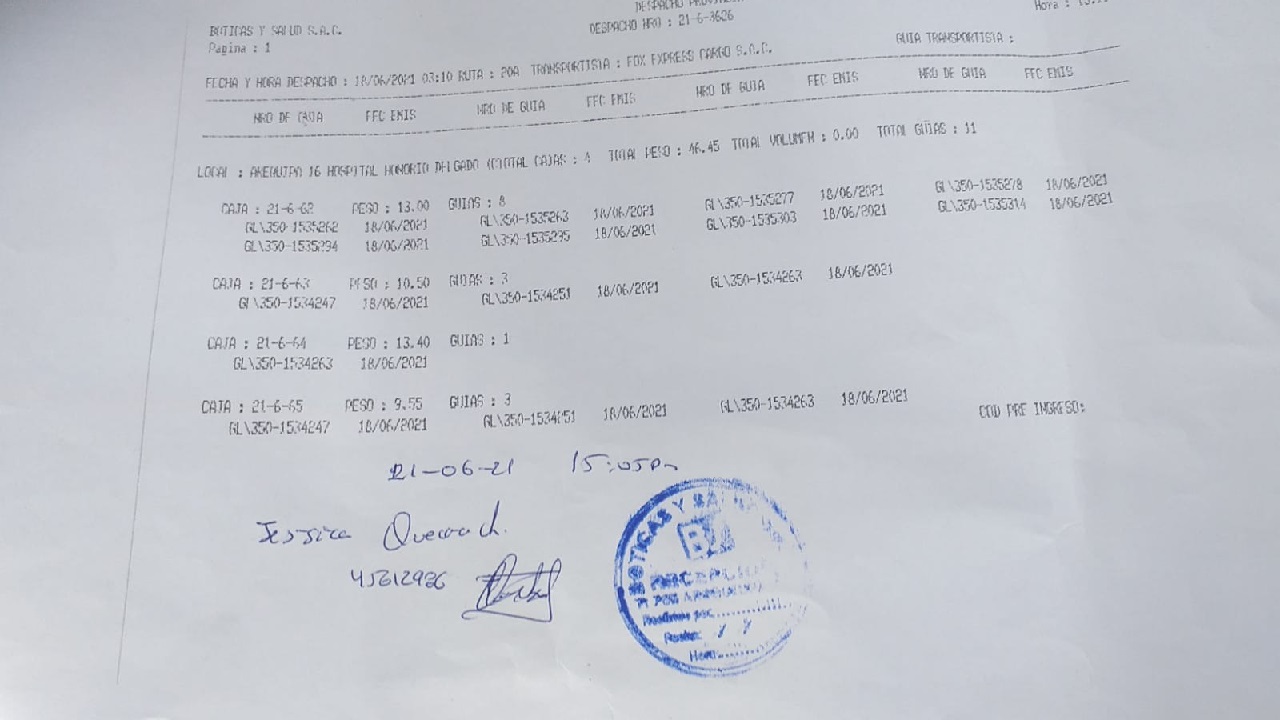 DESPACHO
BOTICAS Y SALUD S.A.C. DESPACHO NRO : 21-6-3626 Hora :
Pagina : 1 GUIA TRANSPORTISTA :
FECHA Y HORA DESPACHO : 18/06/2021 03:10 RUTA : 20A TRANSPORTISTA : FOX EXPRESS CARGO S.A.C.
NRO DE GUIA FEC EMIS NRO DE GUIA FEC EMIS NRO DE GUIA FEC EMIS NRO DE GUIA FEC EMIS
LOCAL : AREQUIPA 16 HOSPITAL HONORIO DELGADO (C)TOTAL CAJAS : 4 TOTAL PESO : 46.45 TOTAL VOLUMEN : 0.00 TOTAL GUIAS : 11
CAJA : 21-6-62 PESO : 13.00 GUIAS : 8
GL\350-1535262 18/06/2021 GL\350-1535263 18/06/2021 GL\350-1535277 18/06/2021 GL\350-1535278 18/06/2021
GL\350-1535294 18/06/2021 GL\350-1535295 18/06/2021 GL\350-1535303 18/06/2021 GL\350-1535314 18/06/2021
CAJA : 21-6-63 PESO : 10.50 GUIAS : 3
GL\350-1534247 18/06/2021 GL\350-1534251 18/06/2021 GL\350-1534263 18/06/2021
CAJA : 21-6-64 PESO : 13.40 GUIAS : 1
GL\350-1534263 18/06/2021
CAJA : 21-6-65 PESO : 9.55 GUIAS : 3
GL\350-1534247 18/06/2021 GL\350-1534251 18/06/2021 GL\350-1534263 18/06/2021 COD PRE INGRESO:
21-06-21 15:05pm
Jessica
45612926
BOTICAS Y SALUD
RECEPCION
Recibido por:
Fecha: / /
Hora: